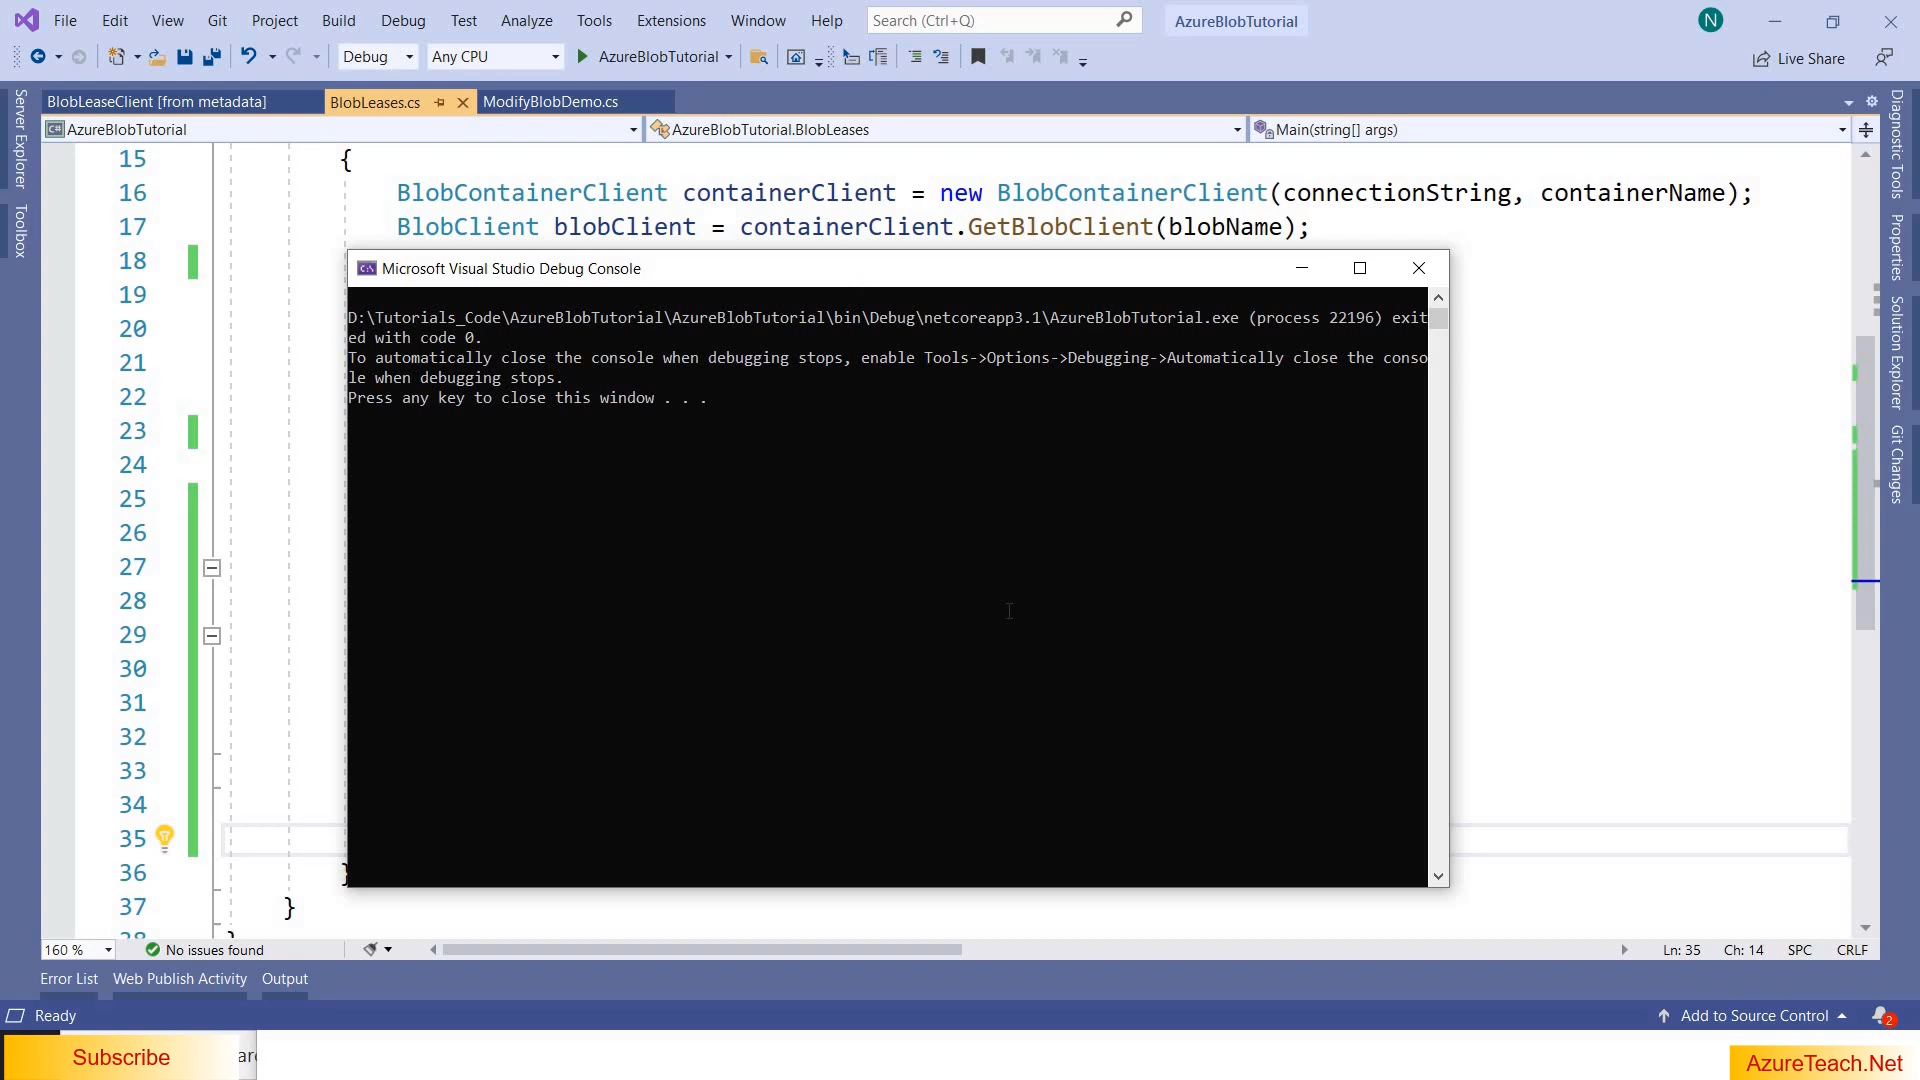 File Edit View Git Project Build Debug Test Analyze Tools Extensions Window Help Search (Ctrl+Q) AzureBlobTutorial N
Debug Any CPU AzureBlobTutorial Live Share
BlobLeaseClient [from metadata] BlobLeases.cs ModifyBlobDemo.cs
AzureBlobTutorial AzureBlobTutorial.BlobLeases Main(string[] args)
Server Explorer
Toolbox
Diagnostic Tools
Properties
Solution Explorer
Git Changes
15 {
16 BlobContainerClient containerClient = new BlobContainerClient(connectionString, containerName);
17 BlobClient blobClient = containerClient.GetBlobClient(blobName);
18
19
20
21
22
23
24
25
26
27
28
29
30
31
32
33
34
35
36 }
37 }
38 }
Microsoft Visual Studio Debug Console
D:\Tutorials_Code\AzureBlobTutorial\AzureBlobTutorial\bin\Debug\netcoreapp3.1\AzureBlobTutorial.exe (process 22196) exit
ed with code 0.
To automatically close the console when debugging stops, enable Tools->Options->Debugging->Automatically close the conso
le when debugging stops.
Press any key to close this window . . .
160 % No issues found Ln: 35 Ch: 14 SPC CRLF
Error List Web Publish Activity Output
Ready Add to Source Control 2
Subscribe
AzureTeach.Net